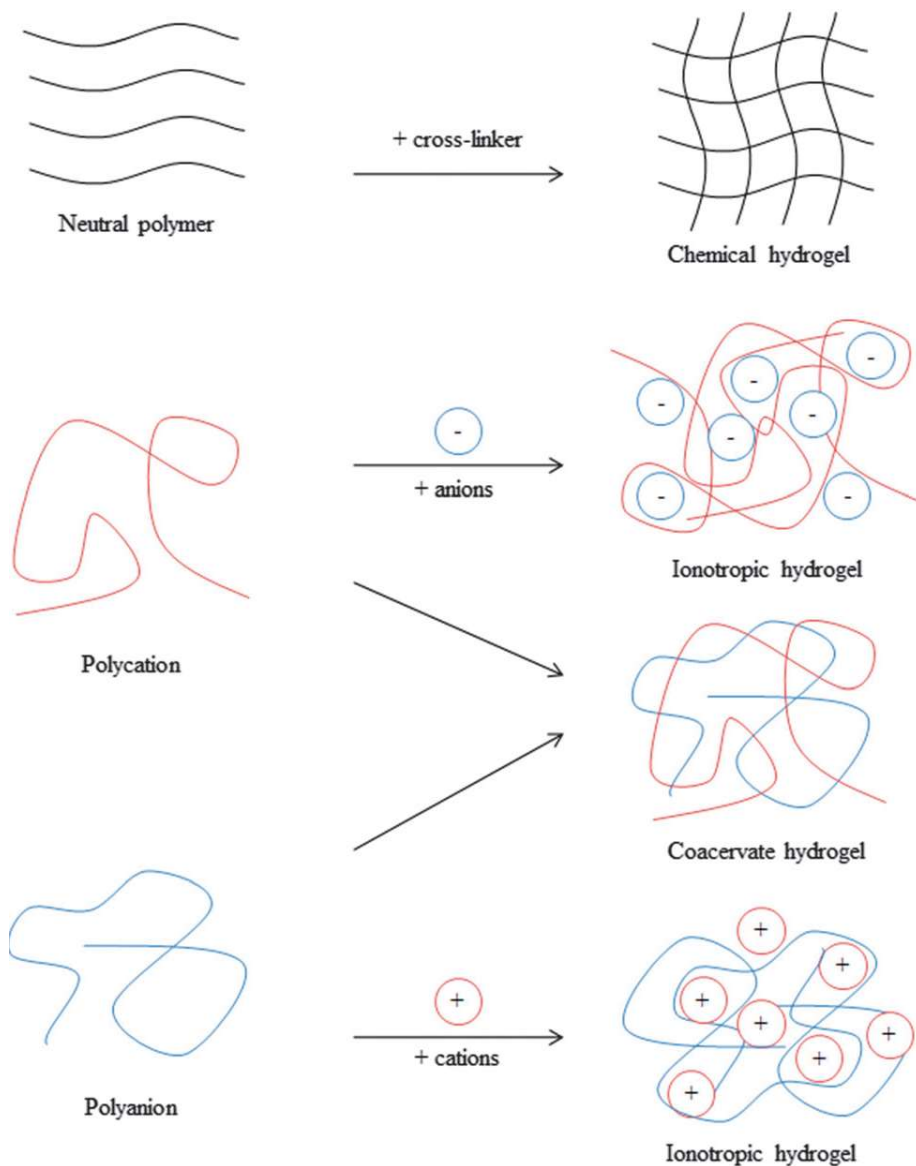 + cross-linker
Neutral polymer
Chemical hydrogel
-
+ anions
-
-
-
-
-
-
-
Ionotropic hydrogel
Polycation
Coacervate hydrogel
Polyanion
+
+ cations
+
+
+
+
+
+
+
Ionotropic hydrogel